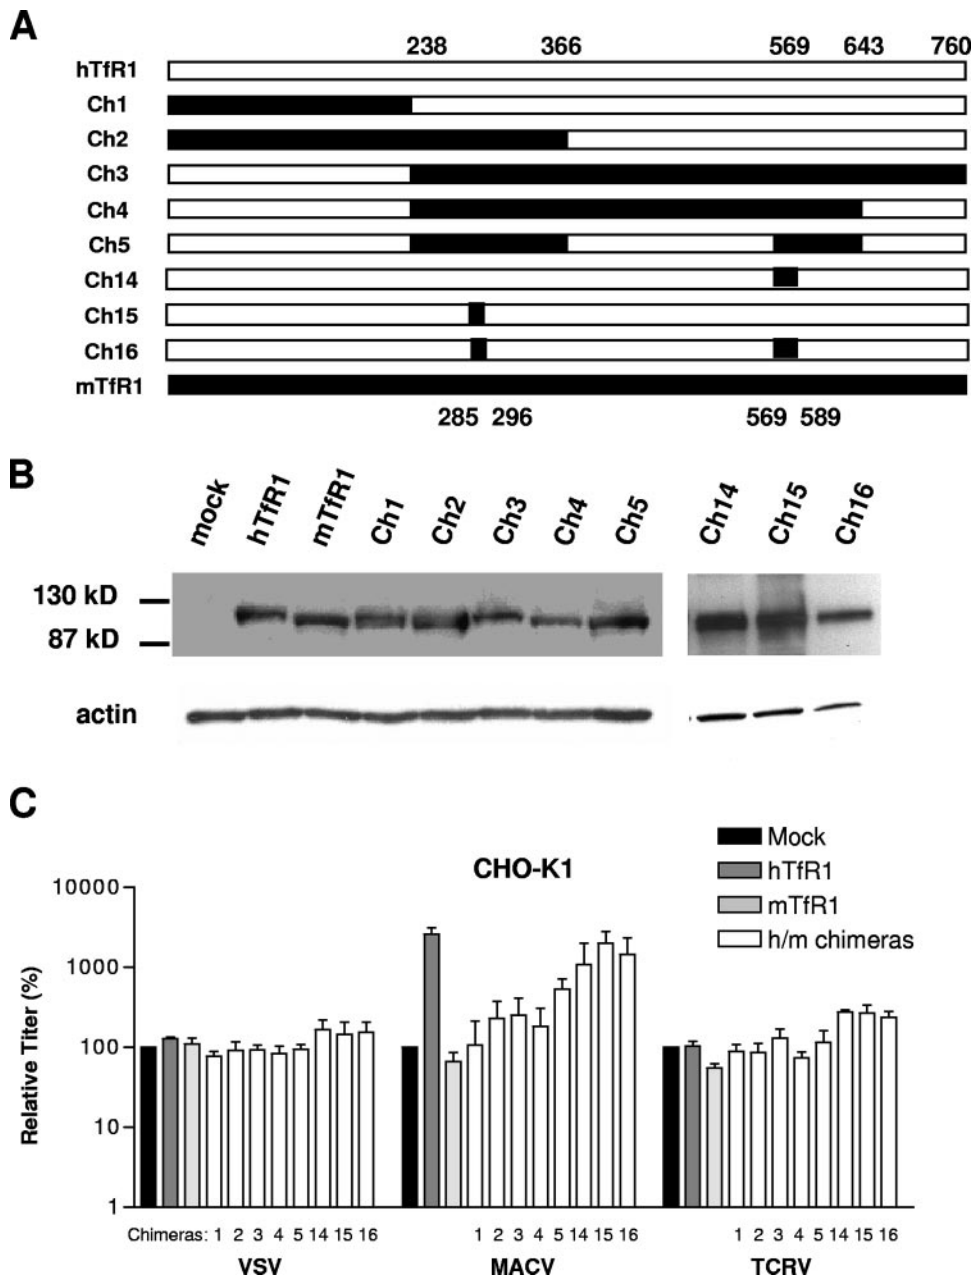 A
238 366 569 643 760
hTfR1
Ch1
Ch2
Ch3
Ch4
Ch5
Ch14
Ch15
Ch16
mTfR1
285 296 569 589
B
mock hTfR1 mTfR1 Ch1 Ch2 Ch3 Ch4 Ch5 Ch14 Ch15 Ch16
130 kD
87 kD
actin
C
Mock
hTfR1
mTfR1
h/m chimeras
CHO-K1
Relative Titer (%)
10000
1000
100
10
1
Chimeras: 1 2 3 4 5 14 15 16 1 2 3 4 5 14 15 16 1 2 3 4 5 14 15 16
VSV MACV TCRV